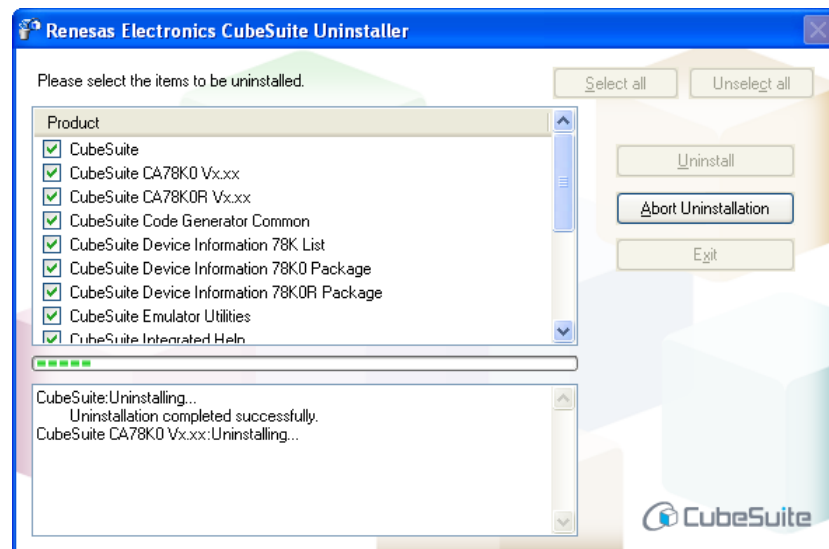 Renesas Electronics CubeSuite Uninstaller
Please select the items to be uninstalled.
Select all
Unselect all
Product
CubeSuite
CubeSuite CA78K0 Vx.xx
CubeSuite CA78K0R Vx.xx
CubeSuite Code Generator Common
CubeSuite Device Information 78K List
CubeSuite Device Information 78K0 Package
CubeSuite Device Information 78K0R Package
CubeSuite Emulator Utilities
CubeSuite Integrated Help
Uninstall
Abort Uninstallation
Exit
CubeSuite:Uninstalling...
Uninstallation completed successfully.
CubeSuite CA78K0 Vx.xx:Uninstalling...
CubeSuite